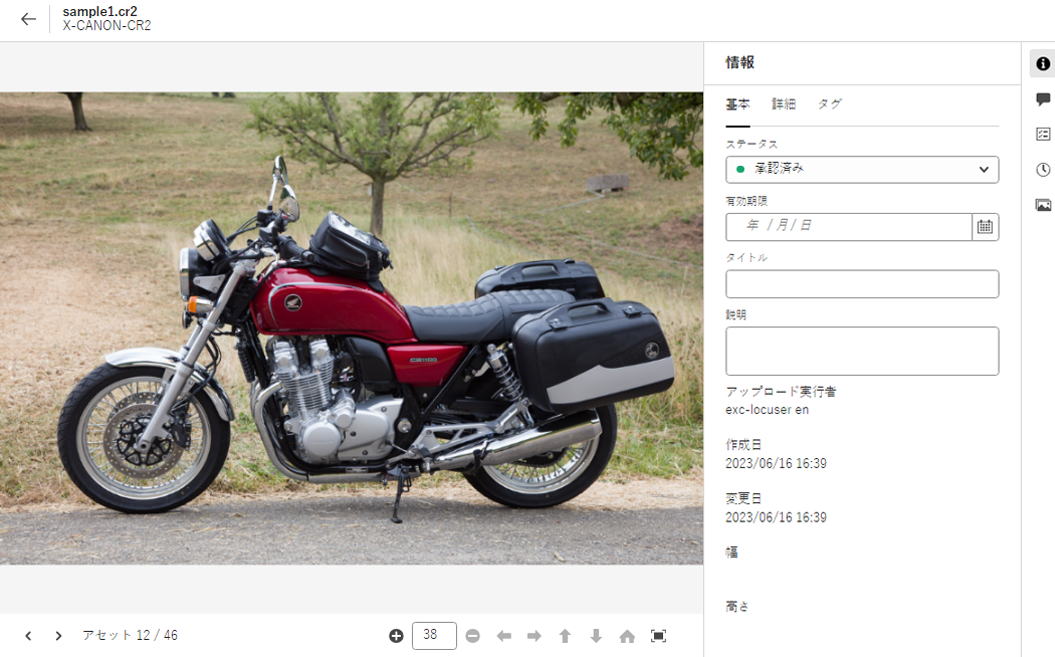 sample1.cr2
X-CANON-CR2
情報
基本 詳細 タグ
ステータス
承認済み
有効期限
年 / 月 / 日
タイトル
説明
アップロード実行者
exc-locuser en
作成日
2023/06/16 16:39
変更日
2023/06/16 16:39
幅
高さ
アセット 12 / 46
38